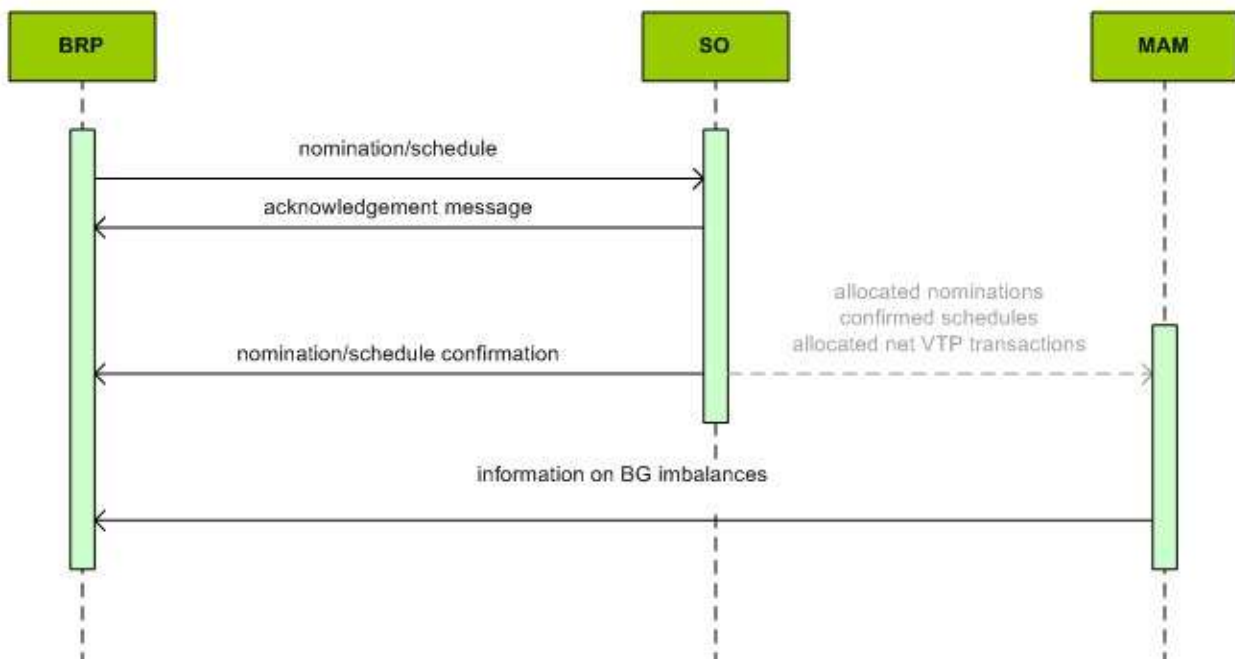 BRP
SO
MAM
nomination/schedule
acknowledgement message
allocated nominations
confirmed schedules
allocated net VTP transactions
nomination/schedule confirmation
information on BG imbalances